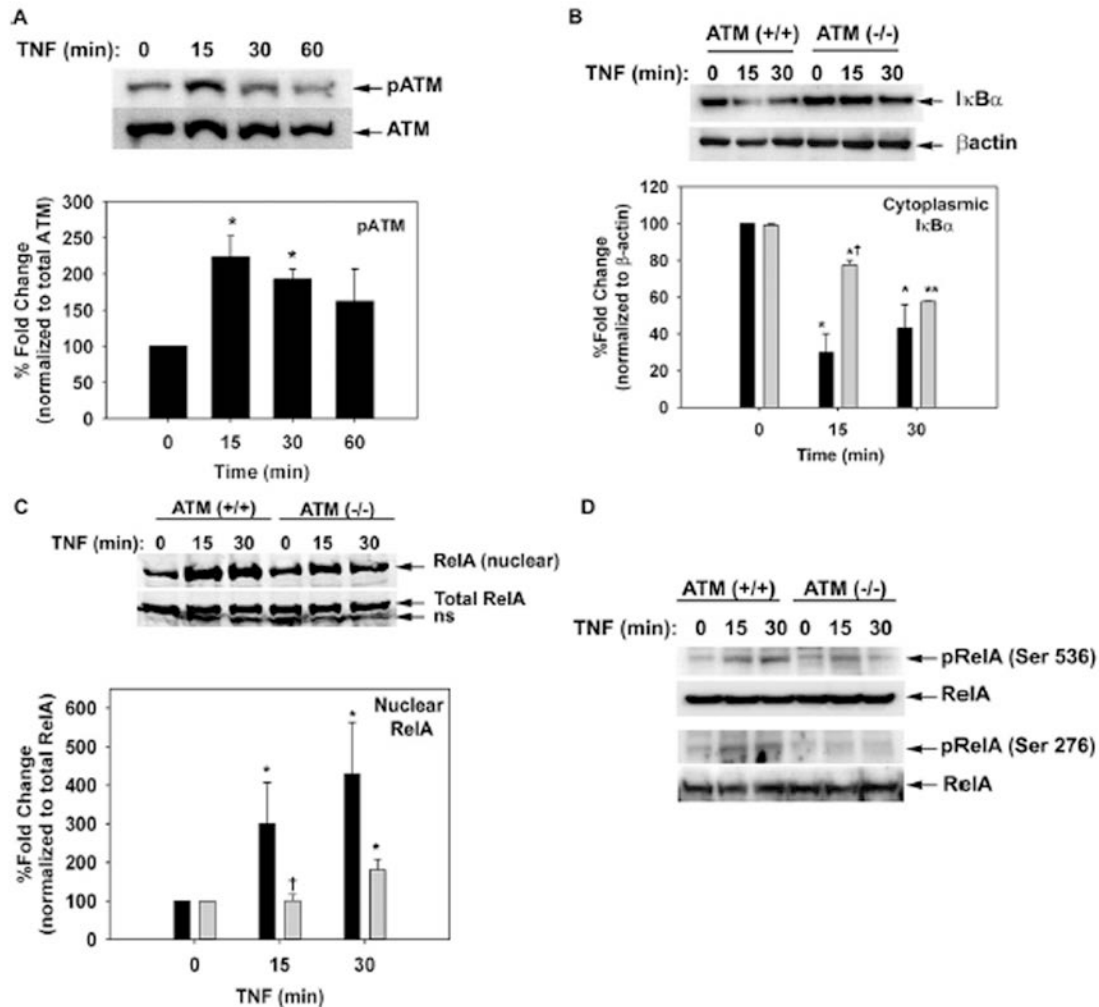 A
TNF (min): 0 15 30 60
pATM
ATM
% Fold Change
(normalized to total ATM)
300
250
200
150
100
50
0
pATM
*
*
0 15 30 60
Time (min)
B
ATM (+/+) ATM (-/-)
TNF (min): 0 15 30 0 15 30
IκBα
βactin
%Fold Change
(normalized to β-actin)
120
100
80
60
40
20
0
Cytoplasmic
IκBα
*
*†
*
**
0 15 30
Time (min)
C
ATM (+/+) ATM (-/-)
TNF (min): 0 15 30 0 15 30
RelA (nuclear)
Total RelA
ns
%Fold Change
(normalized to total RelA)
600
500
400
300
200
100
0
Nuclear
RelA
*
†
*
*
0 15 30
TNF (min)
D
ATM (+/+) ATM (-/-)
TNF (min): 0 15 30 0 15 30
pRelA (Ser 536)
RelA
pRelA (Ser 276)
RelA